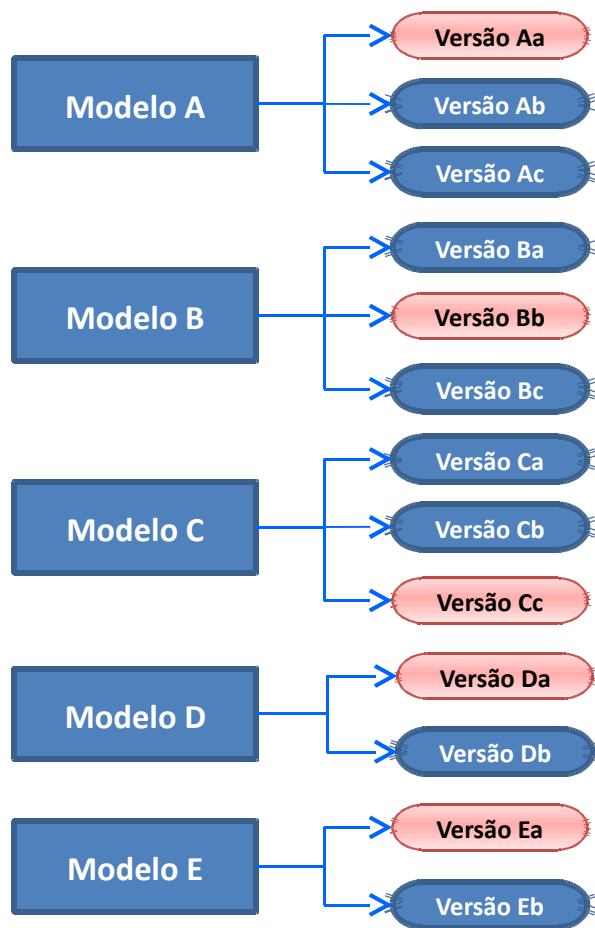 Modelo A
Versão Aa
Versão Ab
Versão Ac
Modelo B
Versão Ba
Versão Bb
Versão Bc
Modelo C
Versão Ca
Versão Cb
Versão Cc
Modelo D
Versão Da
Versão Db
Modelo E
Versão Ea
Versão Eb